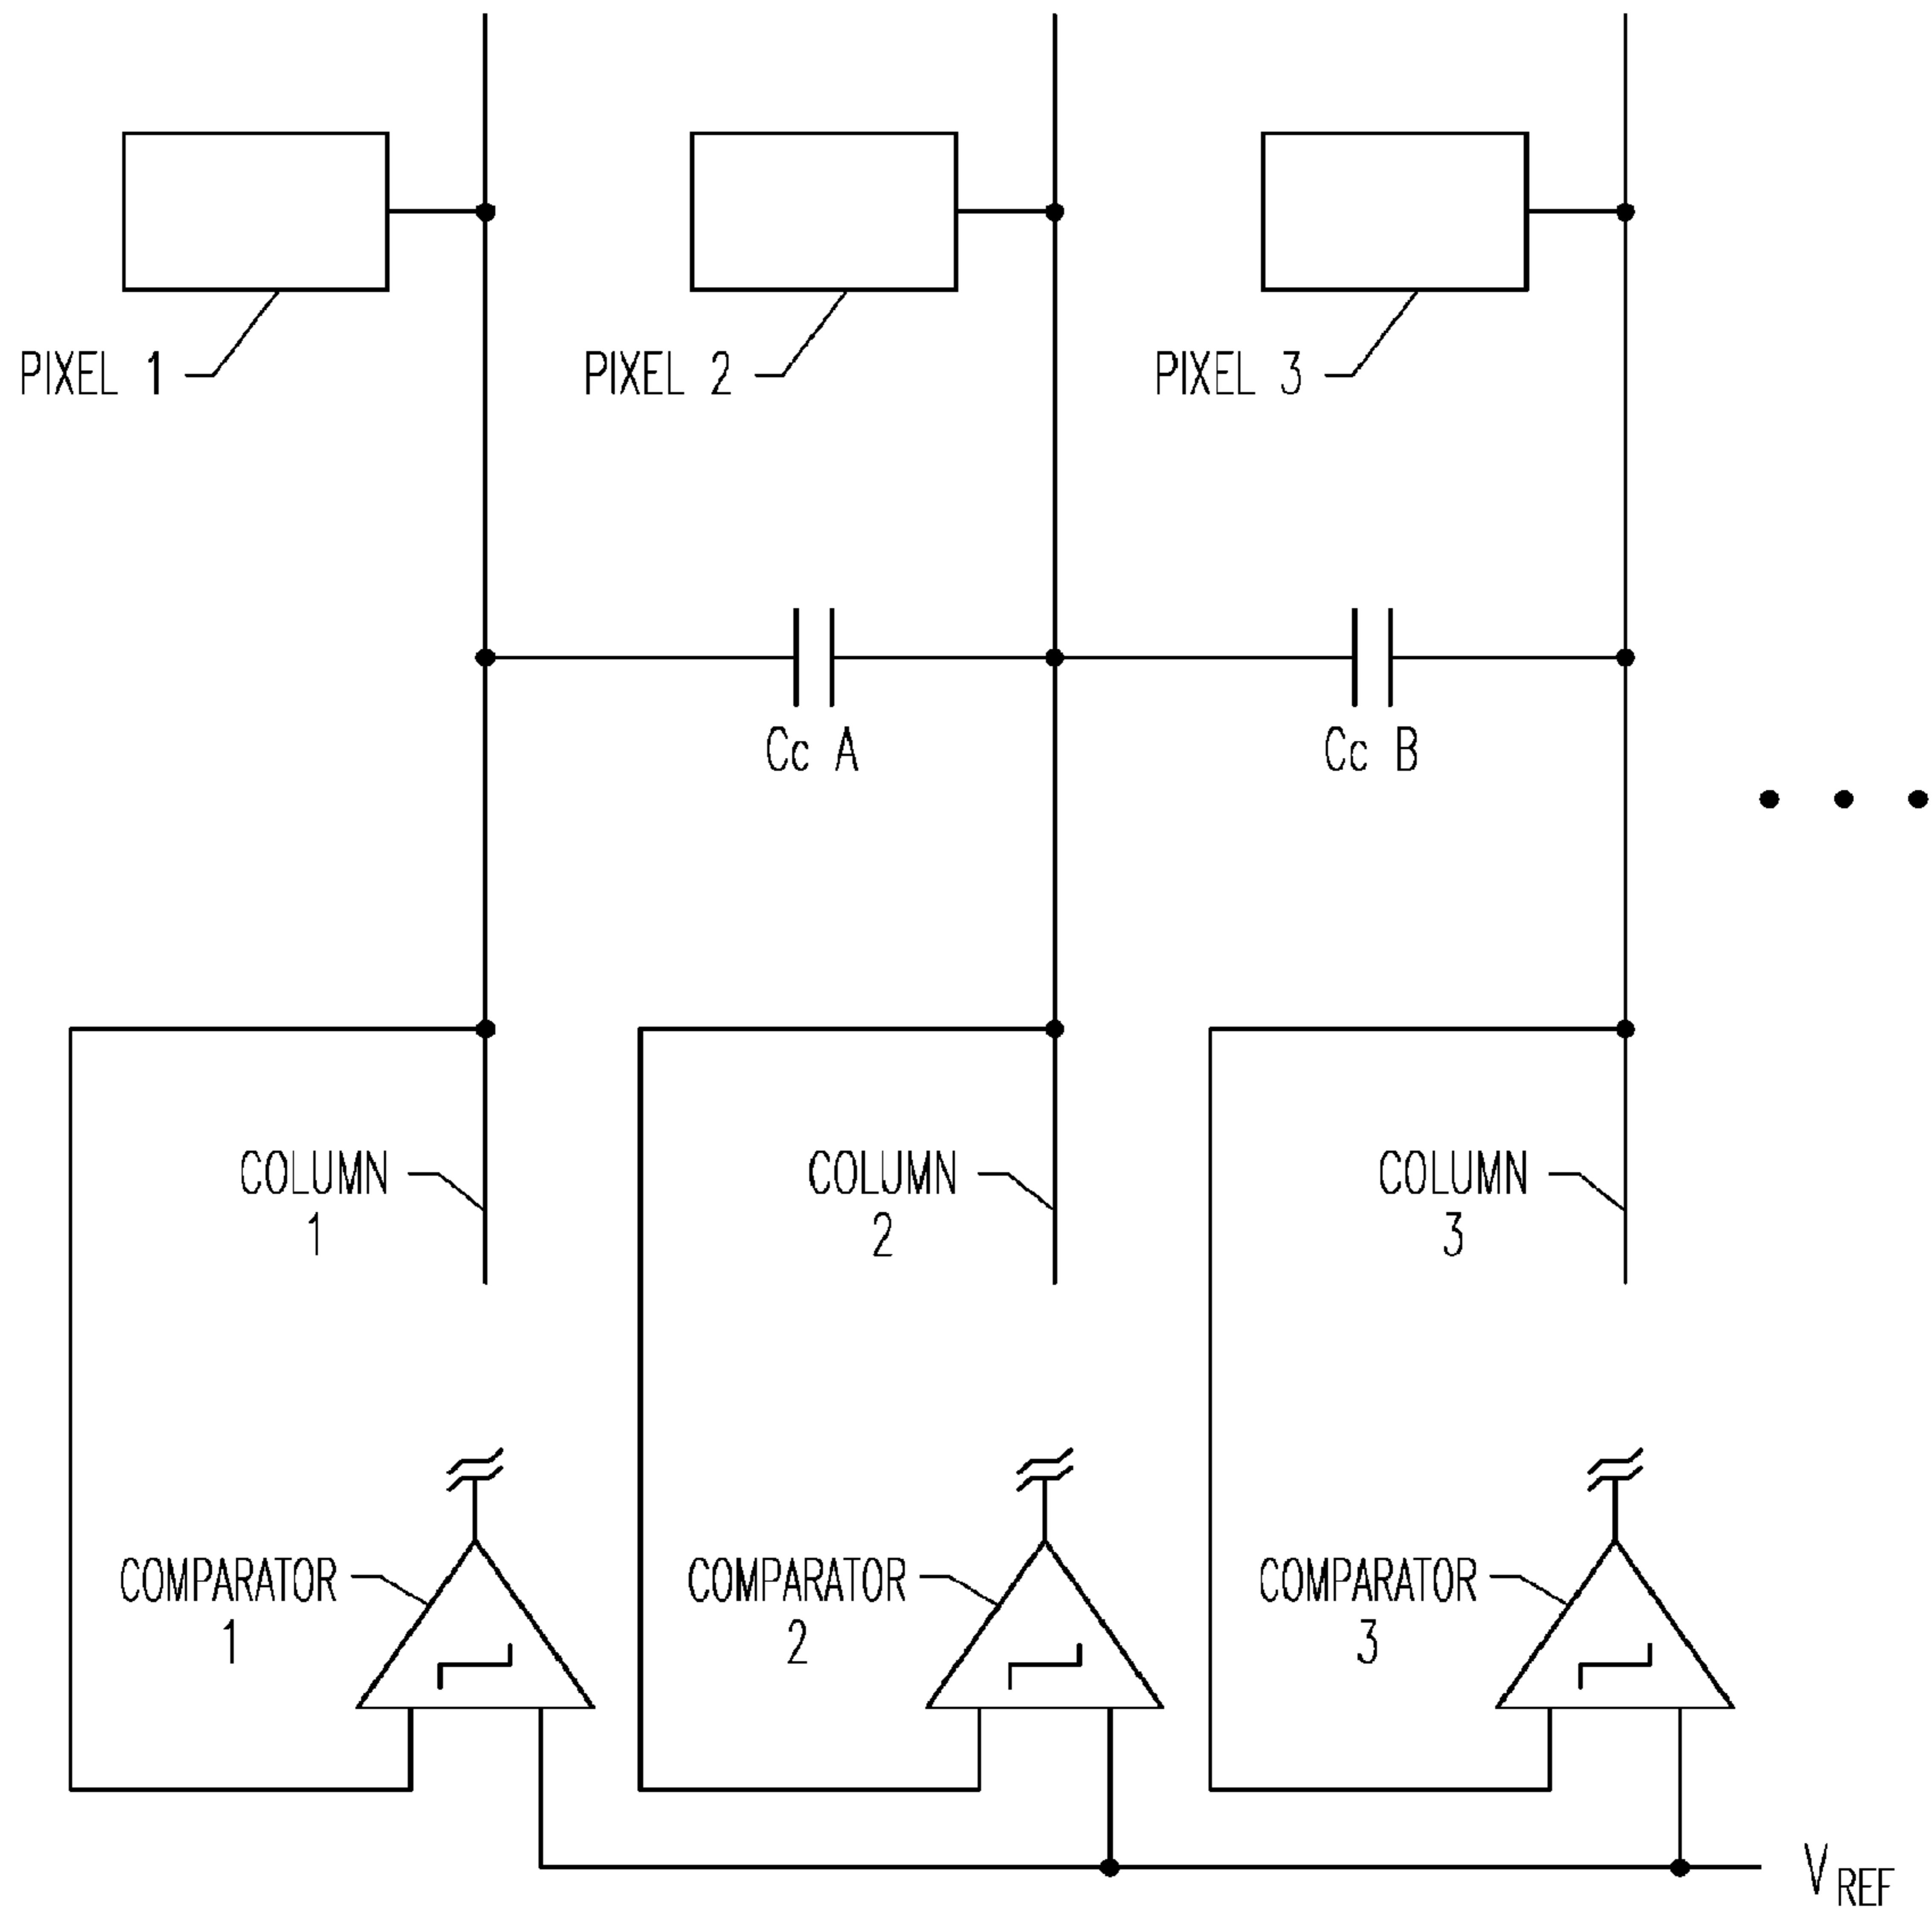 PIXEL 1
PIXEL 2
PIXEL 3
Cc A
Cc B
COLUMN
1
COLUMN
2
COLUMN
3
COMPARATOR
1
COMPARATOR
2
COMPARATOR
3
VREF